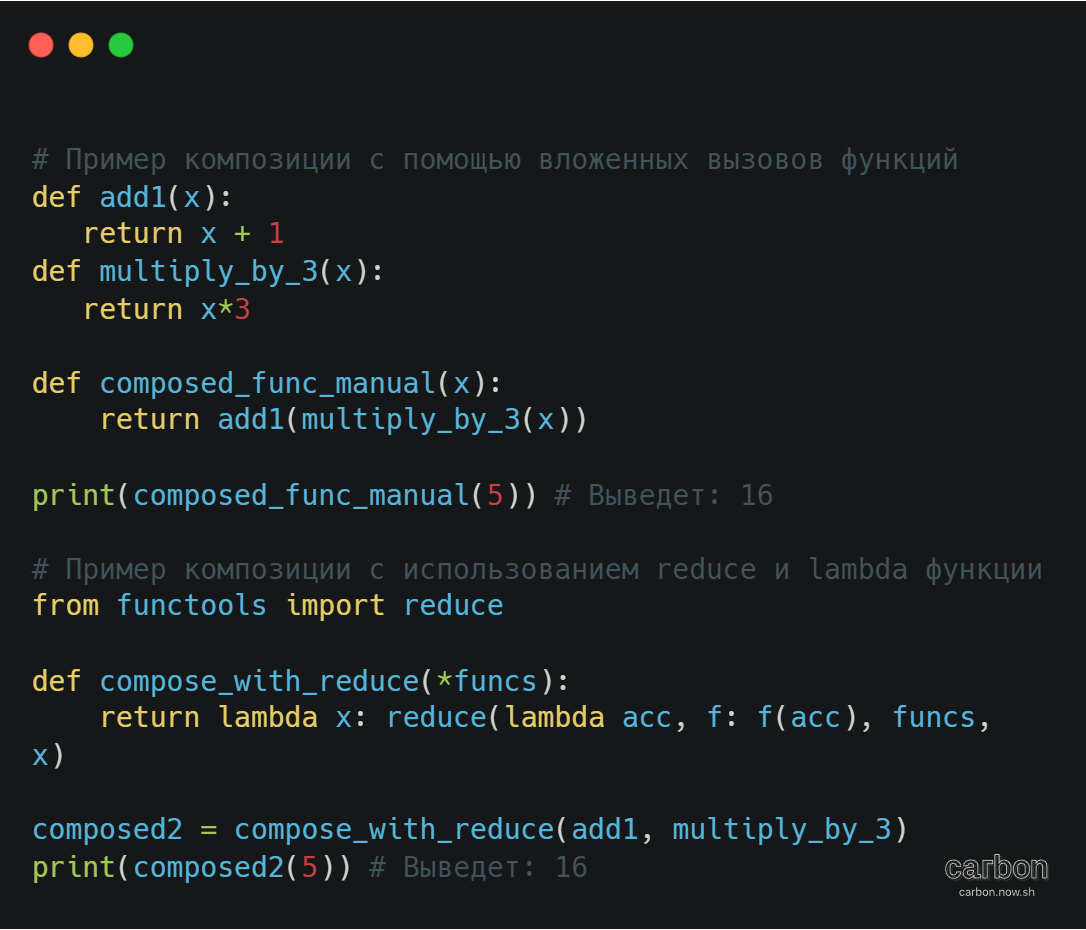 # Пример композиции с помощью вложенных вызовов функций
def add1(x):
   return x + 1
def multiply_by_3(x):
   return x*3

def composed_func_manual(x):
    return add1(multiply_by_3(x))

print(composed_func_manual(5)) # Выведет: 16

# Пример композиции с использованием reduce и lambda функции
from functools import reduce

def compose_with_reduce(*funcs):
    return lambda x: reduce(lambda acc, f: f(acc), funcs,
x)

composed2 = compose_with_reduce(add1, multiply_by_3)
print(composed2(5)) # Выведет: 16
carbon
carbon.now.sh